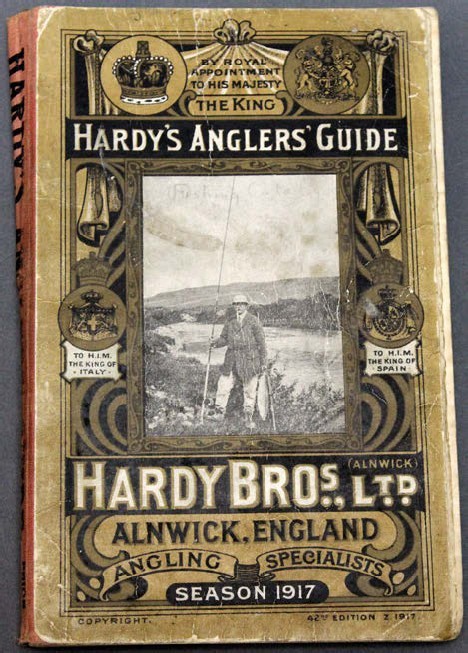 BY ROYAL
APPOINTMENT
TO HIS MAJESTY
THE KING
HARDY'S ANGLERS' GUIDE
TO H.I.M.
THE KING OF
· ITALY ·
TO H.I.M.
THE KING OF
· SPAIN ·
HARDY BROS., LTD
(ALNWICK)
ALNWICK, ENGLAND
ANGLING SPECIALISTS
SEASON 1917
COPYRIGHT.
42ND EDITION 2 1917.
HARDY'S